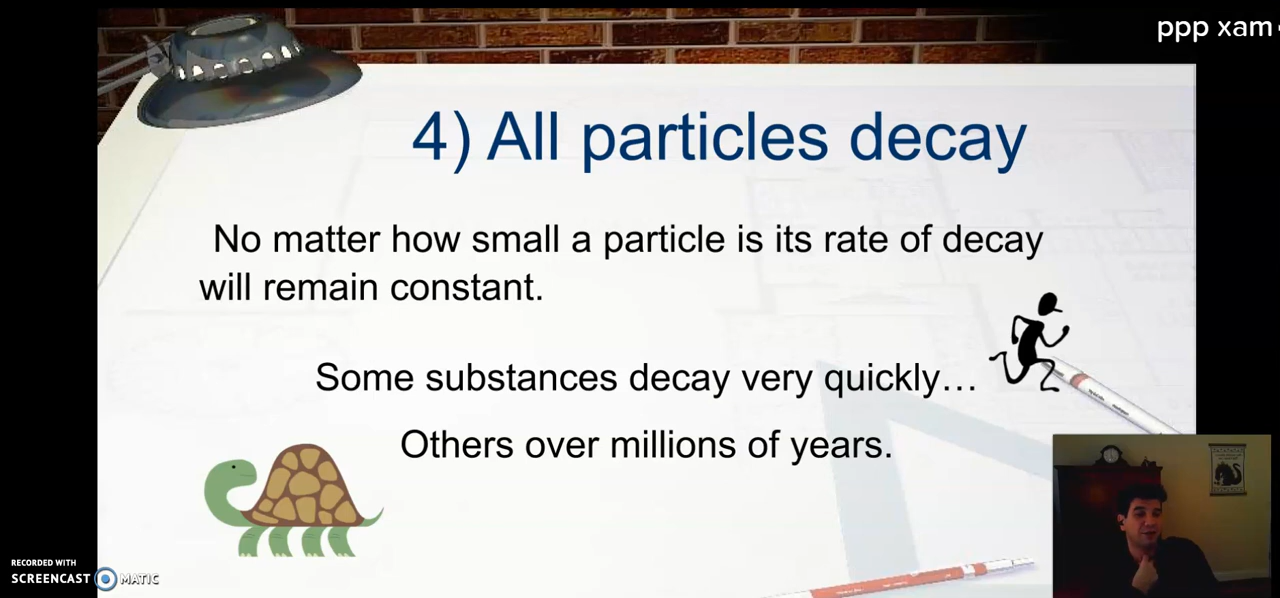 ppp xam
4) All particles decay
No matter how small a particle is its rate of decay
will remain constant.
Some substances decay very quickly…
Others over millions of years.
RECORDED WITH
SCREENCAST MATIC